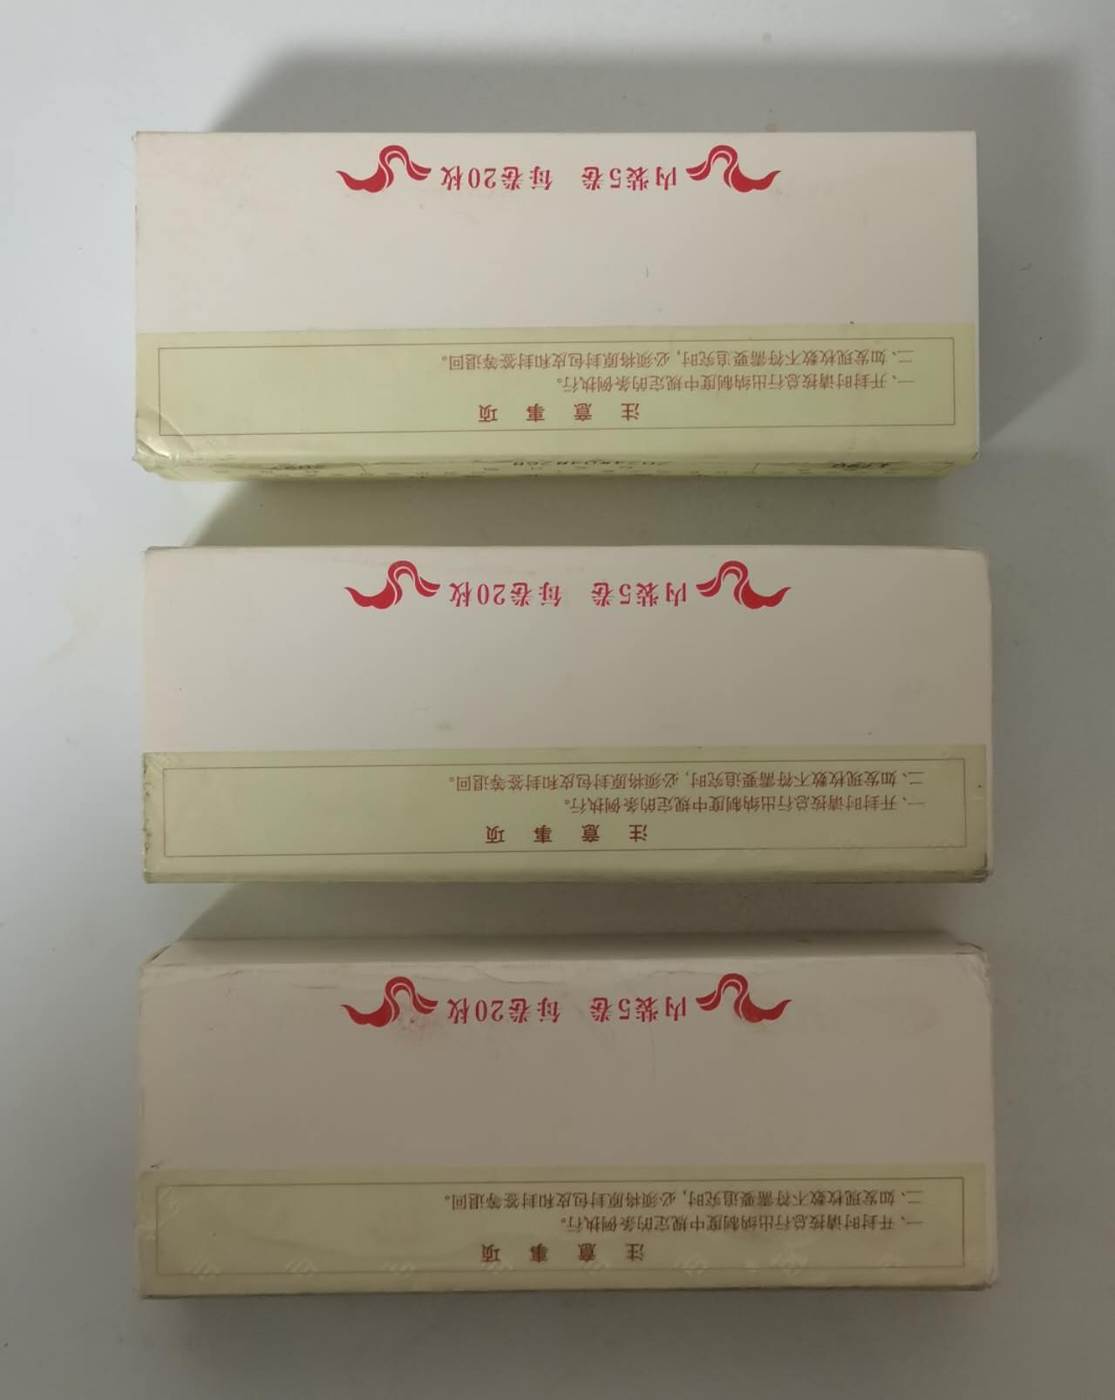 内装5卷 每卷20枚
注意事项
一、开封时请按总行出纳制度中规定的条例执行。
二、如发现枚数不符需要追究时，必须将原封包皮和封签等退回。
内装5卷 每卷20枚
注意事项
一、开封时请按总行出纳制度中规定的条例执行。
二、如发现枚数不符需要追究时，必须将原封包皮和封签等退回。
内装5卷 每卷20枚
注意事项
一、开封时请按总行出纳制度中规定的条例执行。
二、如发现枚数不符需要追究时，必须将原封包皮和封签等退回。